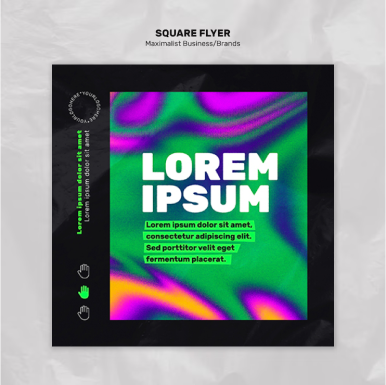 SQUARE FLYER
Maximalist Business/Brands
Lorem ipsum dolor sit amet
Lorem ipsum dolor sit amet
LOREM
IPSUM
Lorem ipsum dolor sit amet,
consectetur adipiscing elit.
Sed porttitor velit eget
fermentum placerat.